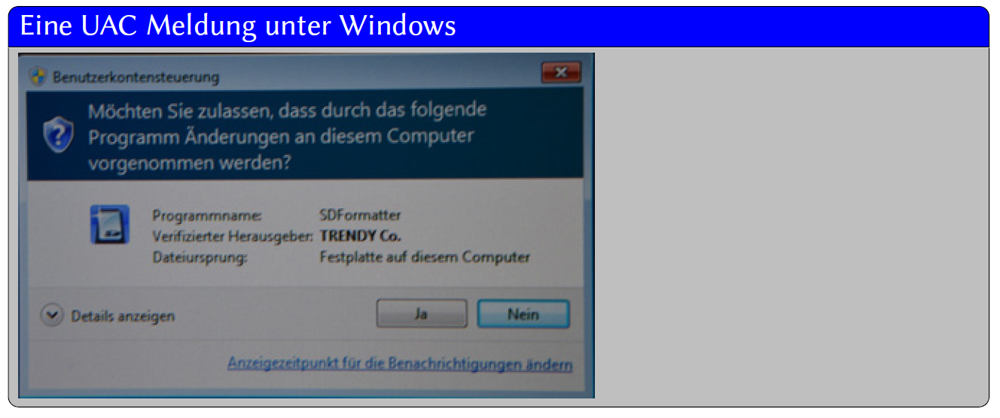 Eine UAC Meldung unter Windows
Benutzerkontensteuerung
Möchten Sie zulassen, dass durch das folgende
Programm Änderungen an diesem Computer
vorgenommen werden?
Programmname: SDFormatter
Verifizierter Herausgeber: TRENDY Co.
Dateiursprung: Festplatte auf diesem Computer
Details anzeigen
Ja Nein
Anzeigezeitpunkt für die Benachrichtigungen ändern